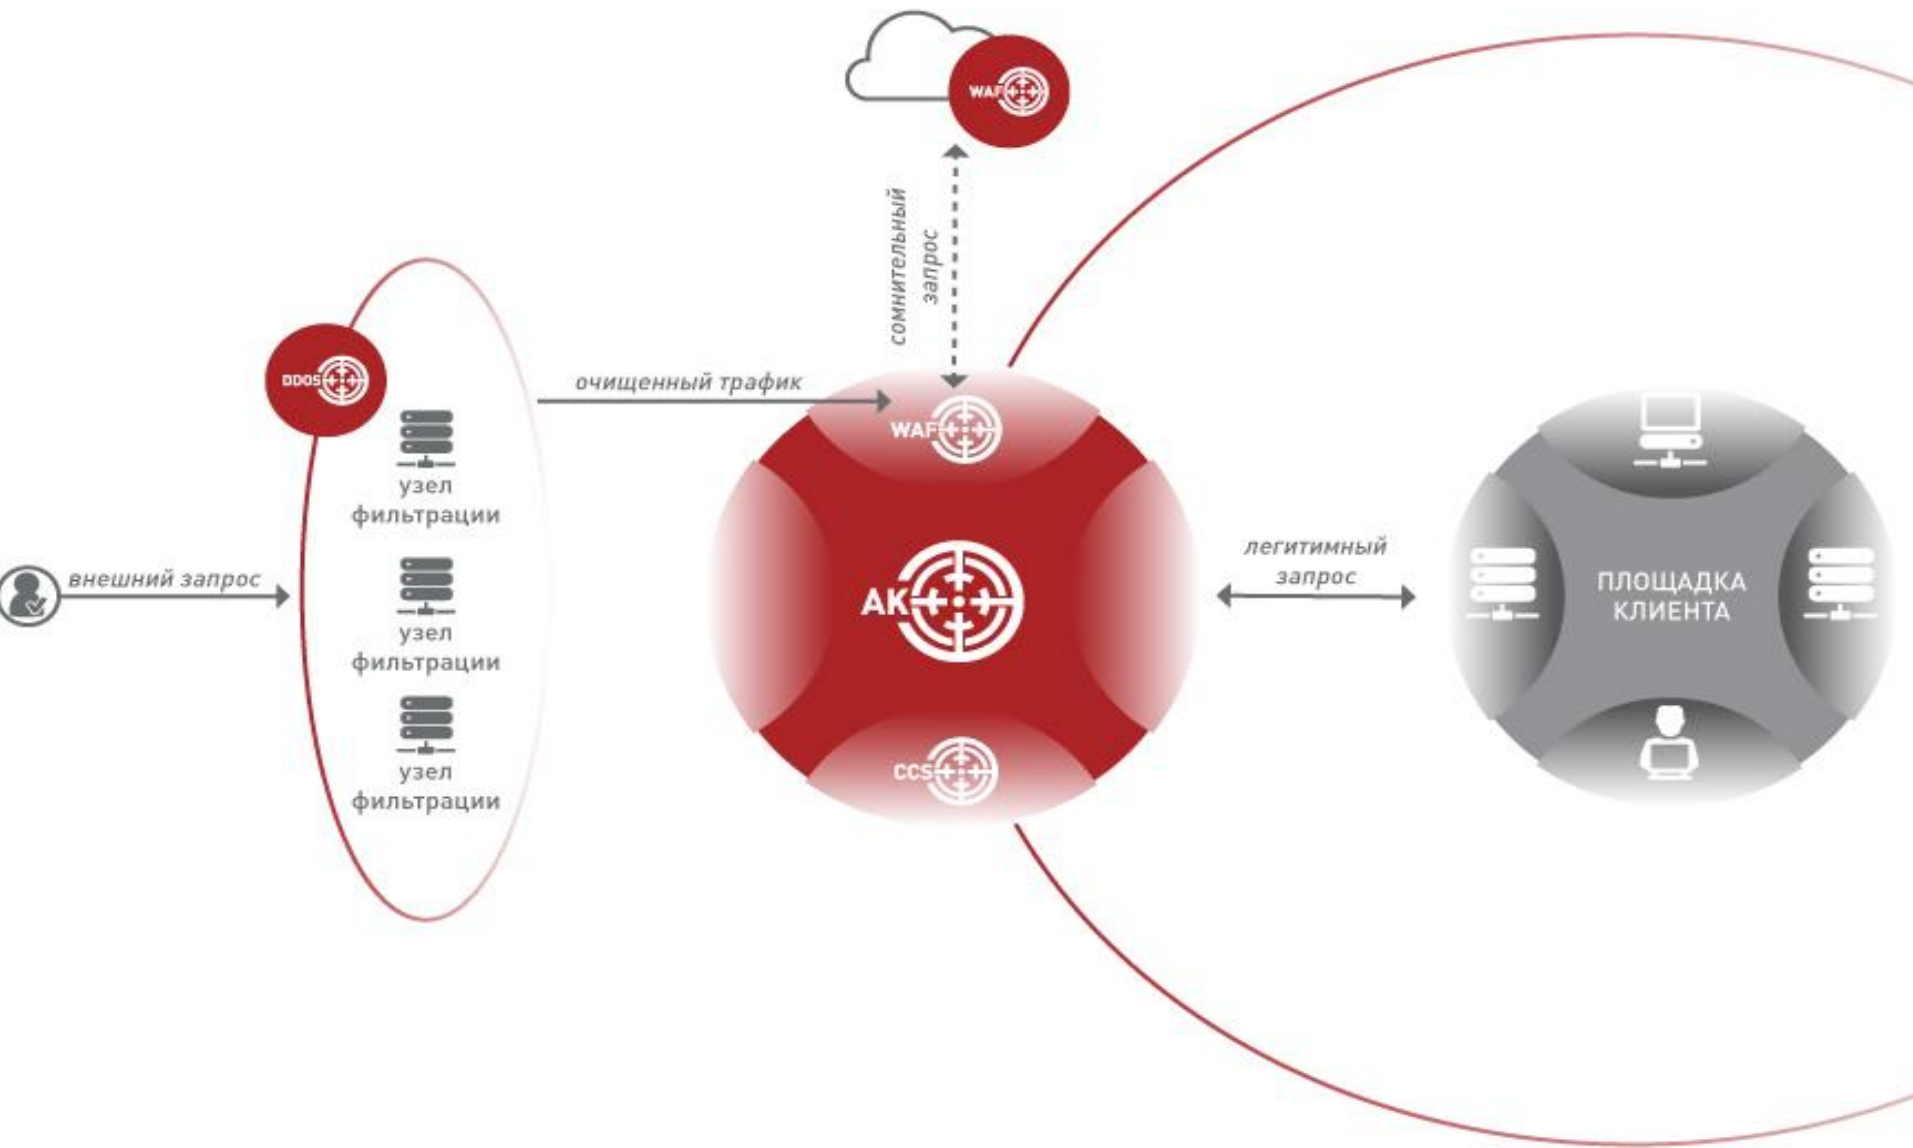 WAF
сомнительный
запрос
DDOS
очищенный трафик
WAF
узел
фильтрации
внешний запрос
узел
фильтрации
узел
фильтрации
АК
легитимный
запрос
ПЛОЩАДКА
КЛИЕНТА
CCS